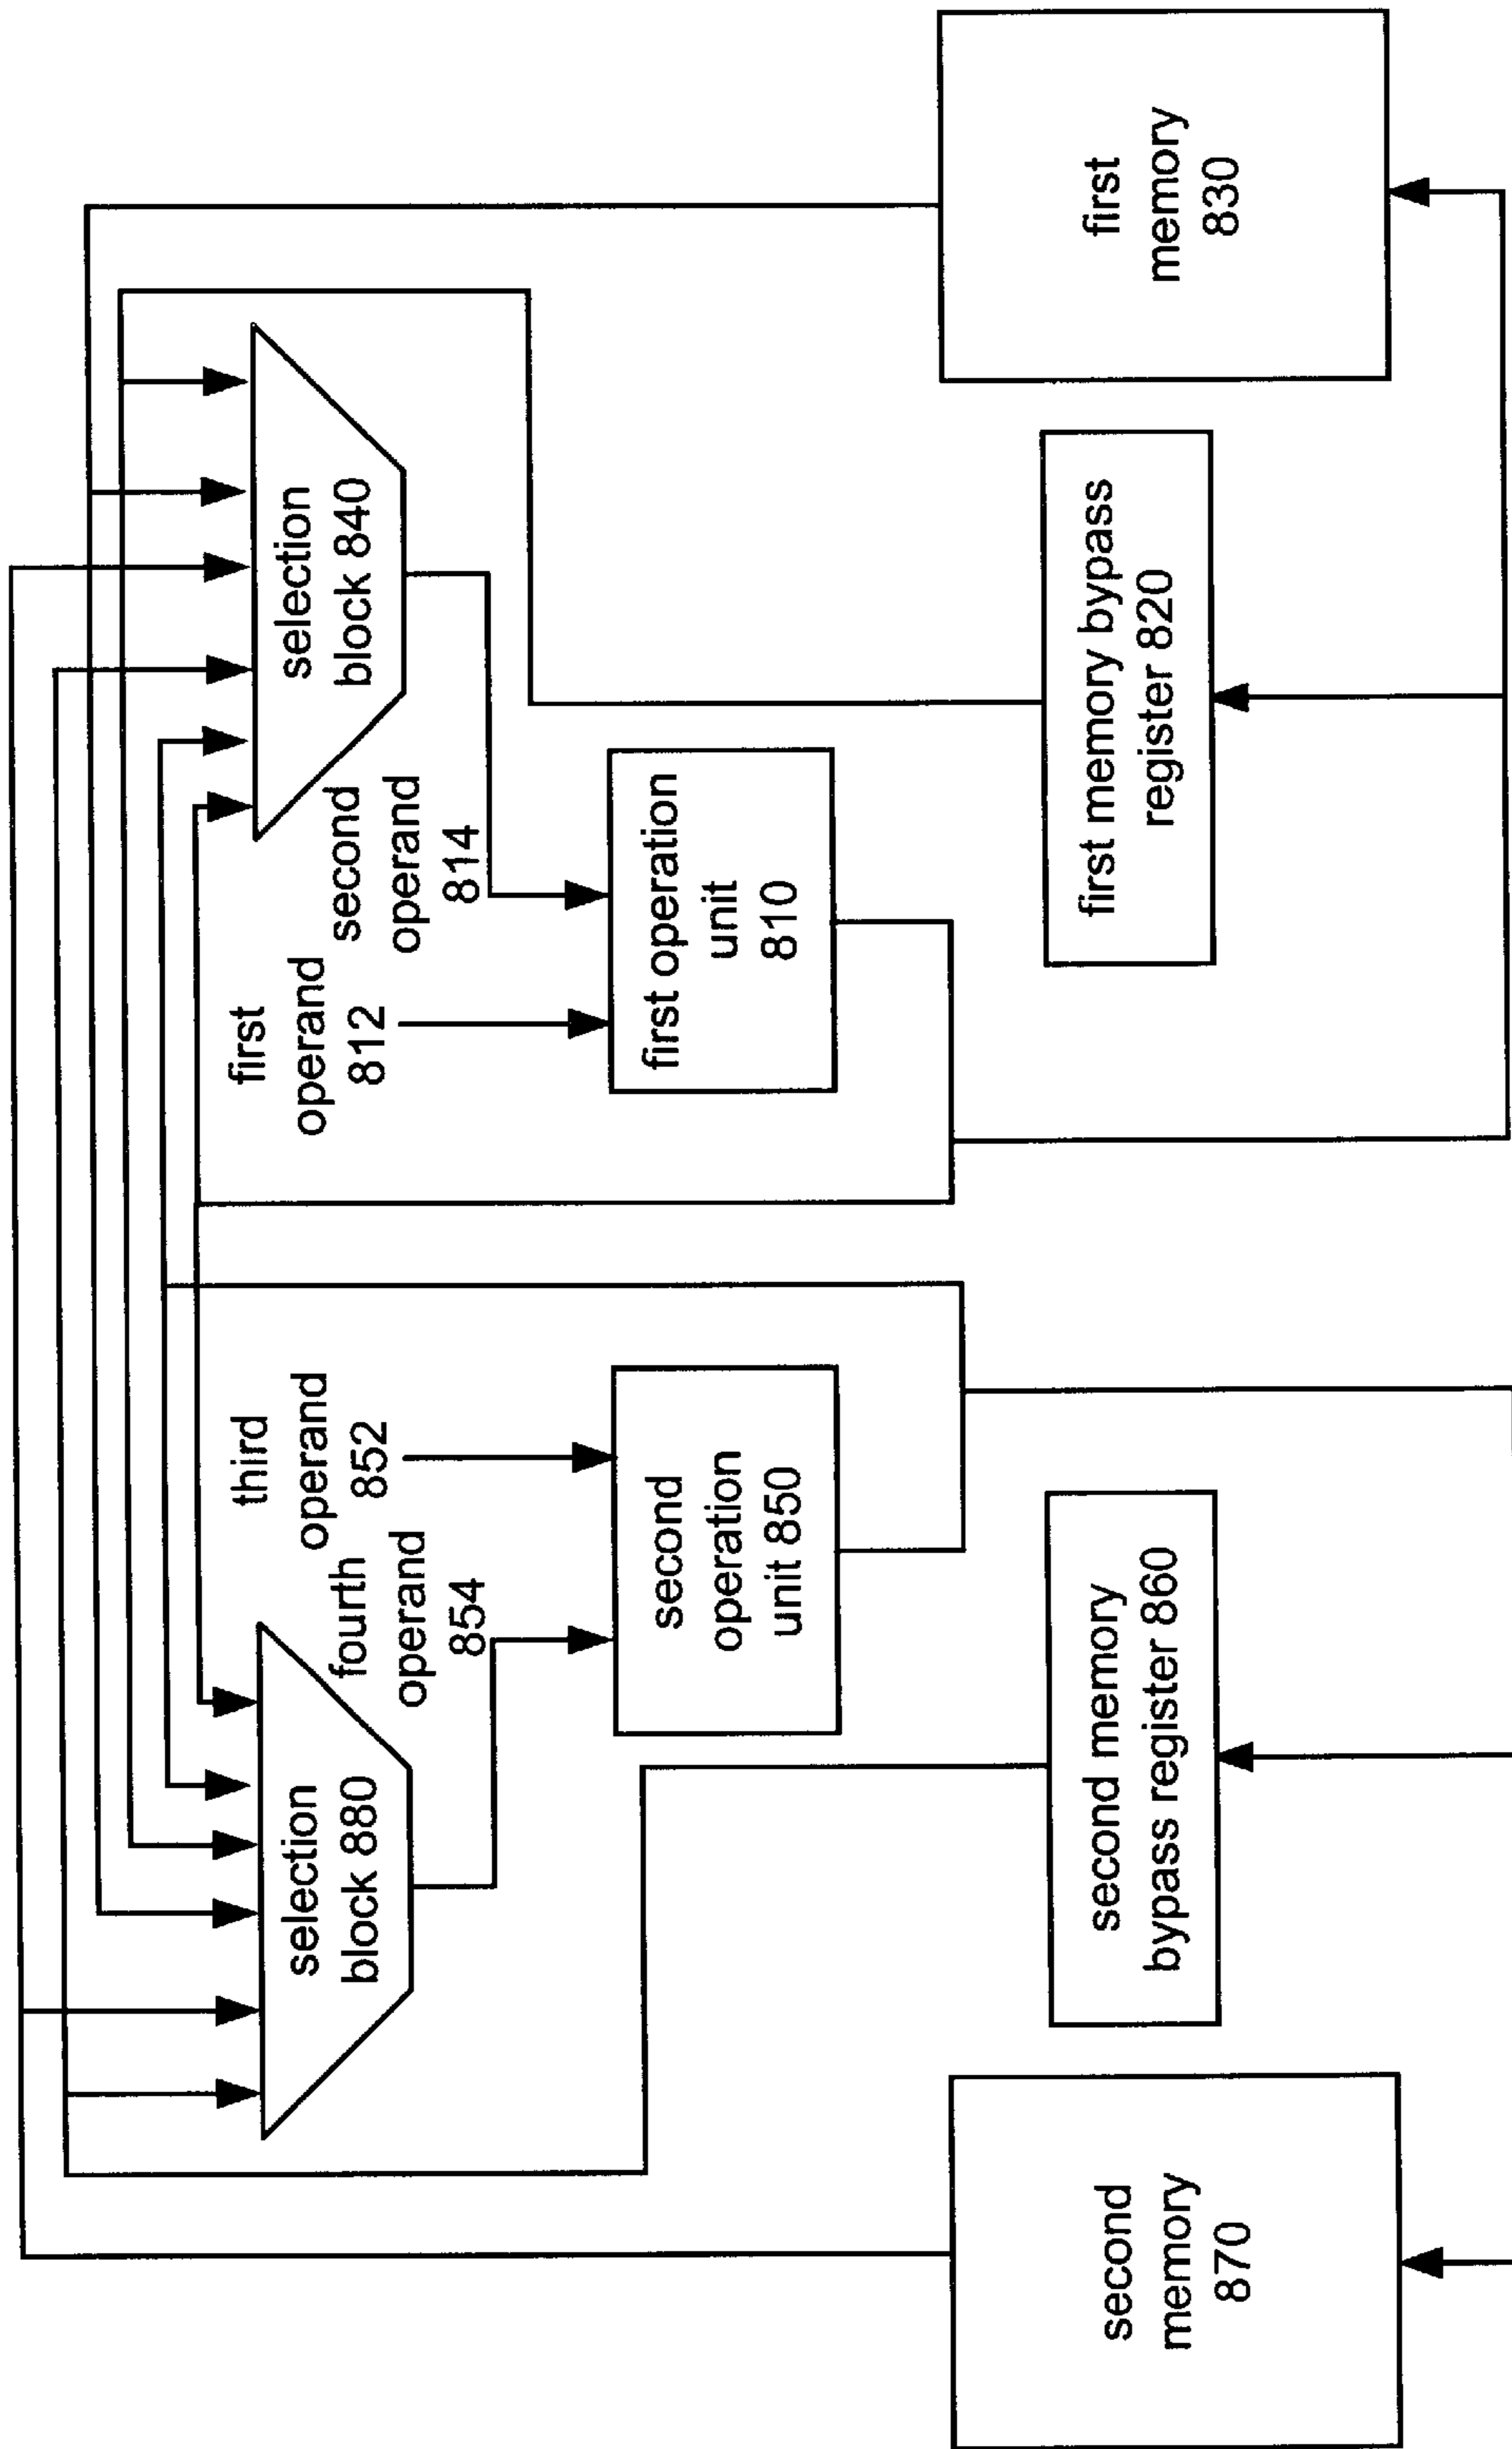 second
memory
870
selection
block 880
fourth
operand
854
third
operand
852
second
operation
unit 850
second memory
bypass register 860
first
operand
812
second
operand
814
first operation
unit
810
selection
block 840
first memory bypass
register 820
first
memory
830